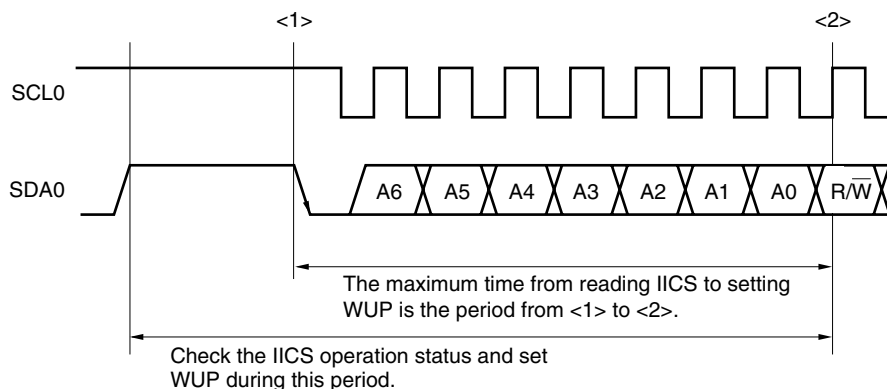 <1> <2>
SCL0
SDA0 A6 A5 A4 A3 A2 A1 A0 R/W̅
The maximum time from reading IICS to setting
WUP is the period from <1> to <2>.
Check the IICS operation status and set
WUP during this period.